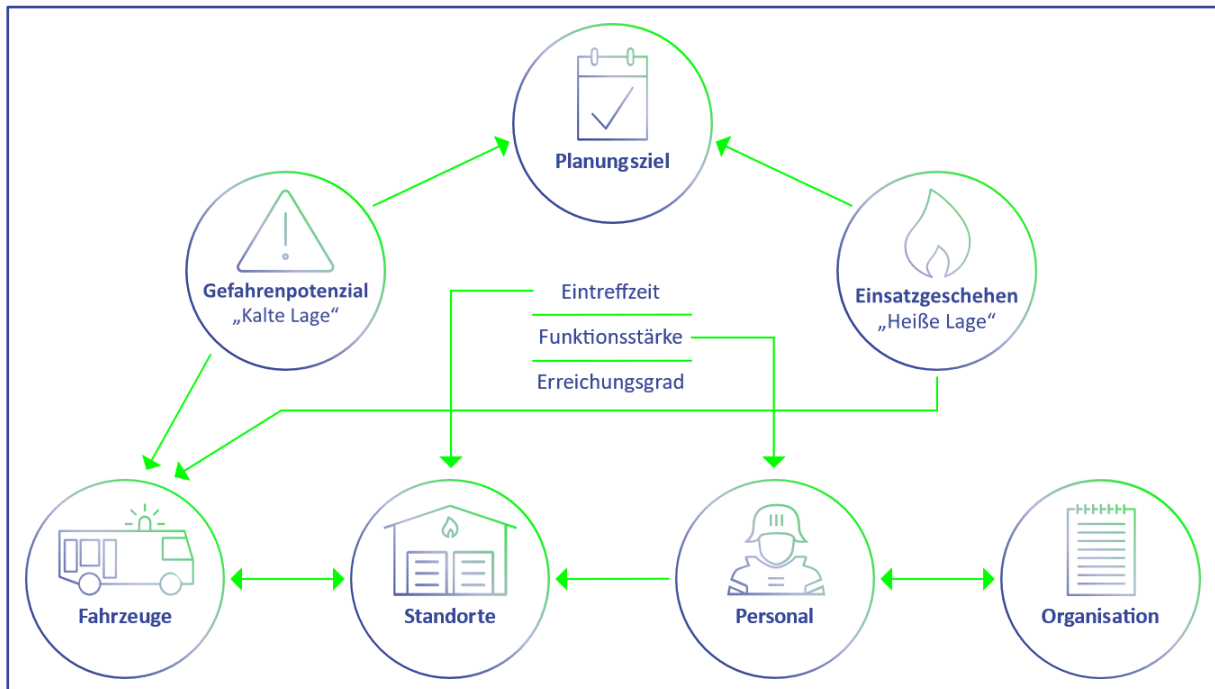 Planungsziel
Gefahrenpotenzial
„Kalte Lage“
Einsatzgeschehen
„Heiße Lage“
Eintreffzeit
Funktionsstärke
Erreichungsgrad
Fahrzeuge
Standorte
Personal
Organisation